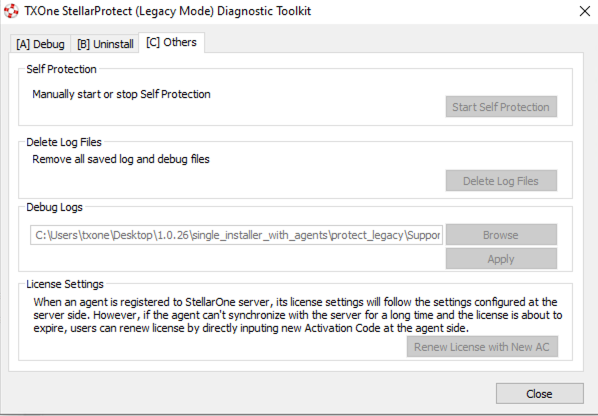 TXOne StellarProtect (Legacy Mode) Diagnostic Toolkit
[A] Debug [B] Uninstall [C] Others
Self Protection
Manually start or stop Self Protection
Start Self Protection
Delete Log Files
Remove all saved log and debug files
Delete Log Files
Debug Logs
C:\Users\txone\Desktop\1.0.26\single_installer_with_agents\protect_legacy\Suppor
Browse
Apply
License Settings
When an agent is registered to StellarOne server, its license settings will follow the settings configured at the
server side. However, if the agent can't synchronize with the server for a long time and the license is about to
expire, users can renew license by directly inputing new Activation Code at the agent side.
Renew License with New AC
Close